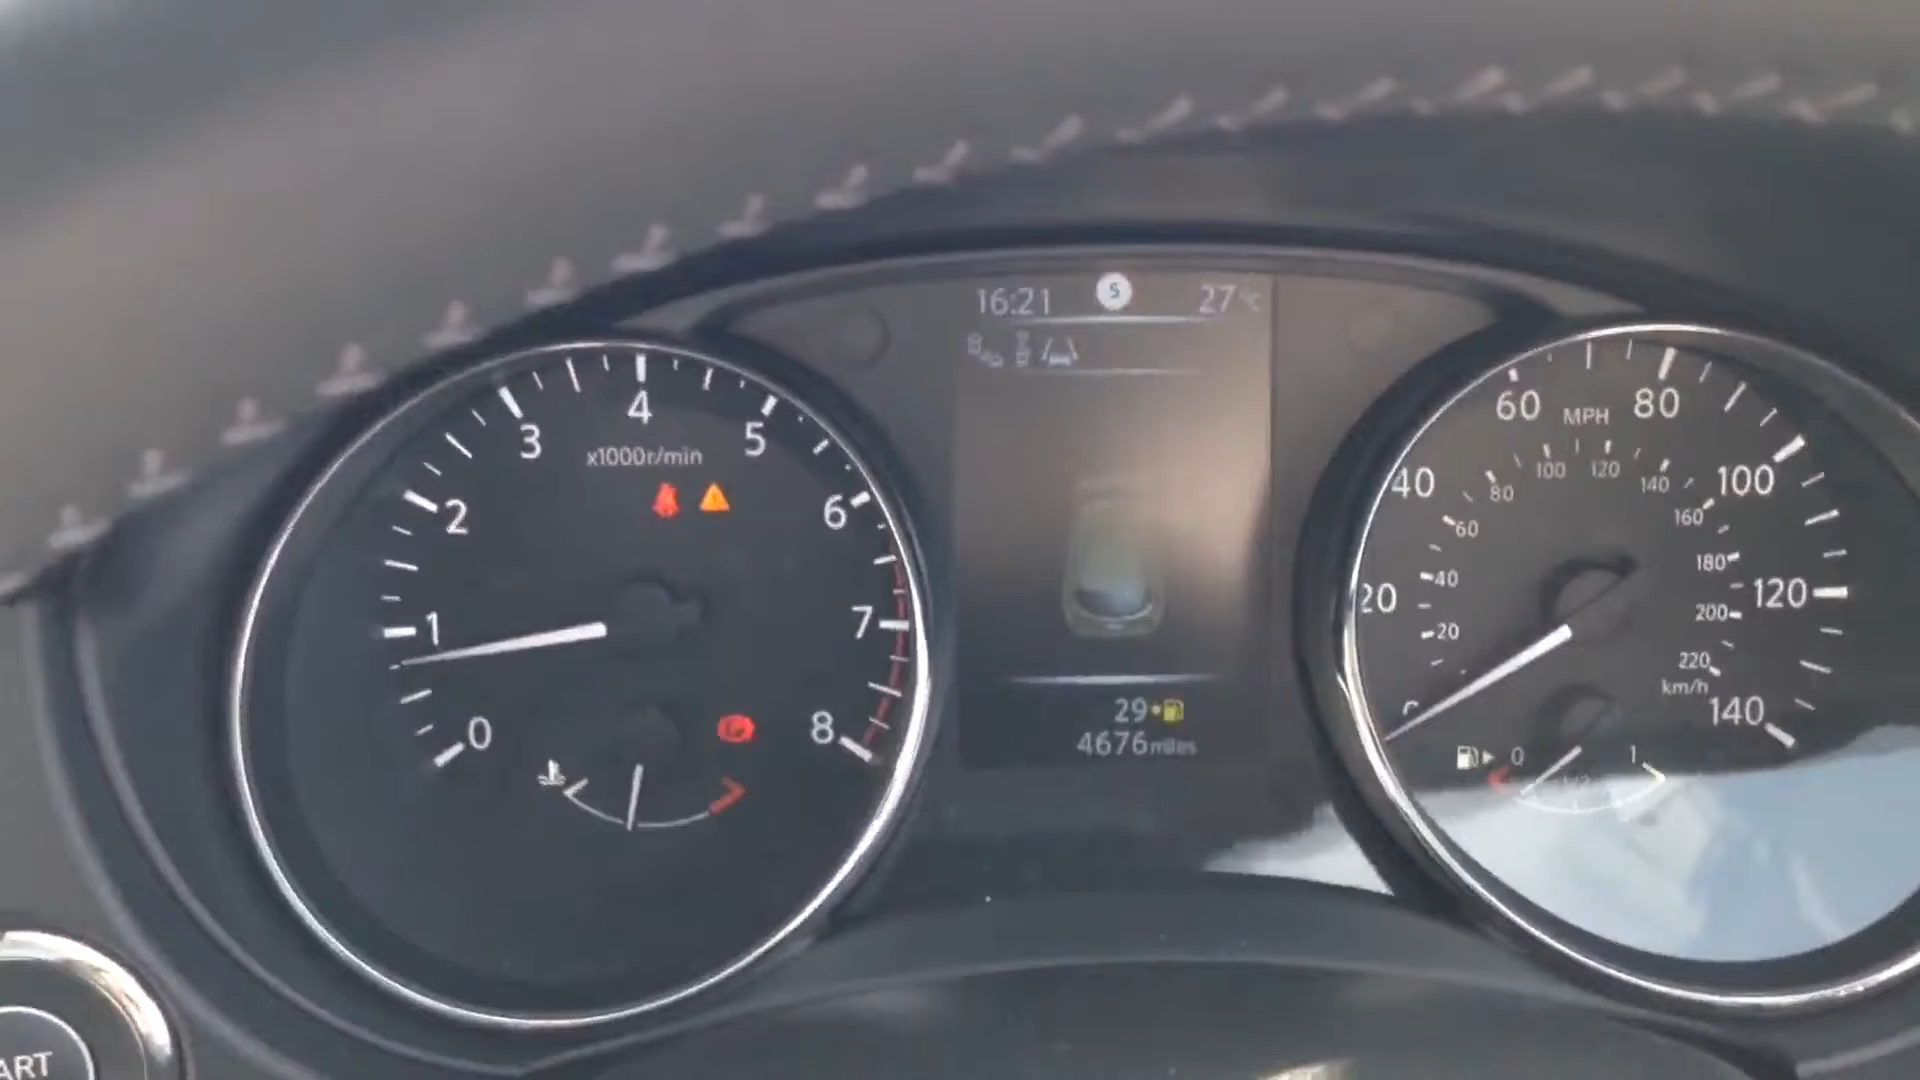 16:21 S 27°C
0 1 2 3 4 5 6 7 8
x1000r/min
29
4676 miles
20 40 60 80 100 120 140
MPH
20 40 60 80 100 120 140 160 180 200 220
km/h
0 1/2 1
ART